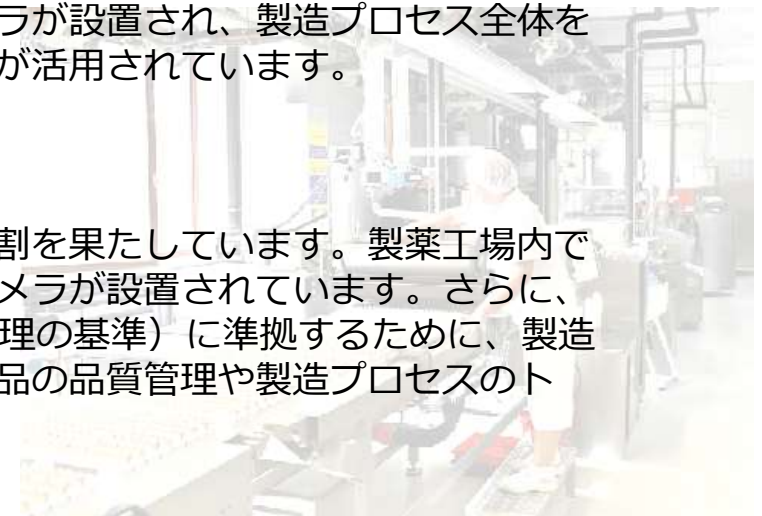 ラが設置され、製造プロセス全体を
が活用されています。
割を果たしています。製薬工場内で
メラが設置されています。さらに、
理の基準）に準拠するために、製造
品の品質管理や製造プロセスのト